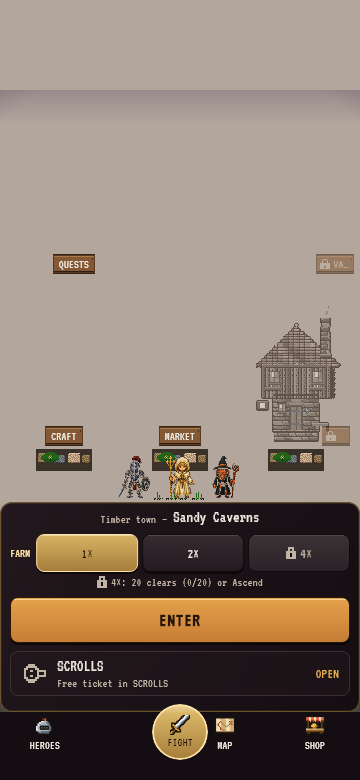 QUESTS
VA…
CRAFT
MARKET
Timber town – Sandy Caverns
FARM
1X
2X
4X
4X: 20 clears (0/20) or Ascend
ENTER
SCROLLS
Free ticket in SCROLLS
OPEN
HEROES
FIGHT
MAP
SHOP